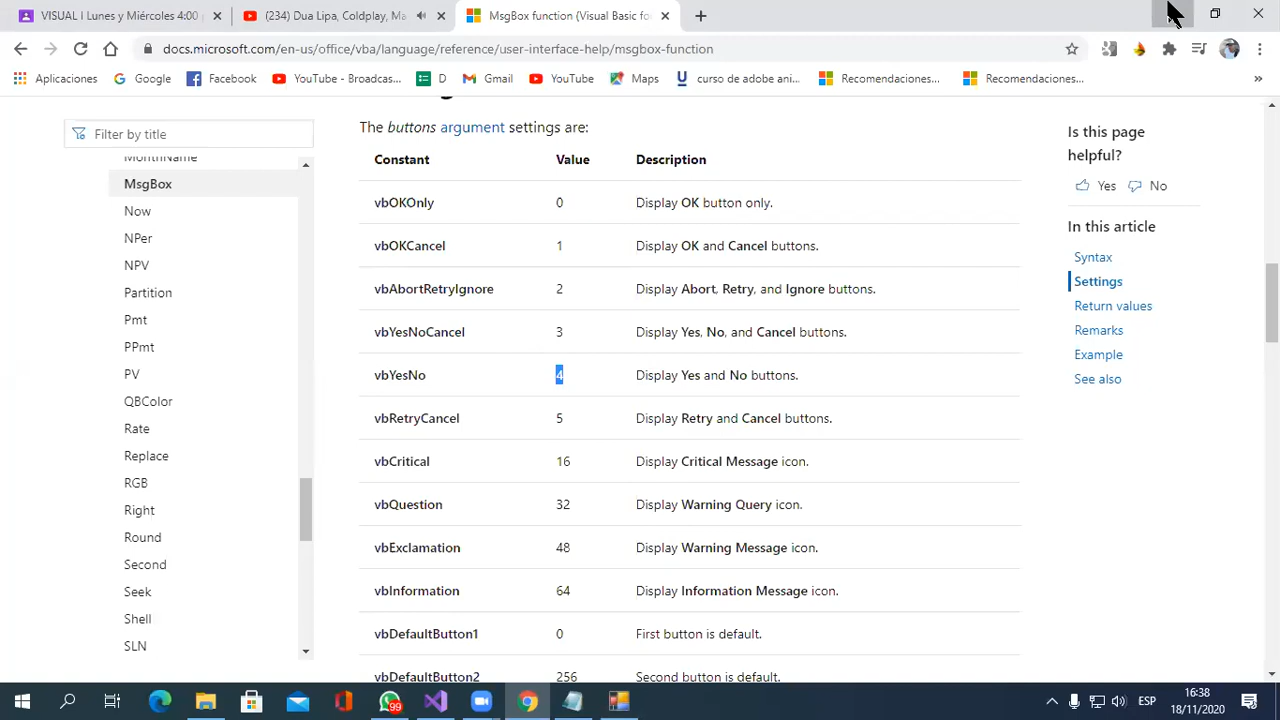 VISUAL I Lunes y Miércoles 4:00
(234) Dua Lipa, Coldplay, Ma
MsgBox function (Visual Basic fo
docs.microsoft.com/en-us/office/vba/language/reference/user-interface-help/msgbox-function
Aplicaciones
Google
Facebook
YouTube - Broadcas...
D
Gmail
YouTube
Maps
curso de adobe ani...
Recomendaciones...
Recomendaciones...
»
Filter by title
MonthName
MsgBox
Now
NPer
NPV
Partition
Pmt
PPmt
PV
QBColor
Rate
Replace
RGB
Right
Round
Second
Seek
Shell
SLN
The buttons argument settings are:
Constant Value Description
vbOKOnly 0 Display OK button only.
vbOKCancel 1 Display OK and Cancel buttons.
vbAbortRetryIgnore 2 Display Abort, Retry, and Ignore buttons.
vbYesNoCancel 3 Display Yes, No, and Cancel buttons.
vbYesNo 4 Display Yes and No buttons.
vbRetryCancel 5 Display Retry and Cancel buttons.
vbCritical 16 Display Critical Message icon.
vbQuestion 32 Display Warning Query icon.
vbExclamation 48 Display Warning Message icon.
vbInformation 64 Display Information Message icon.
vbDefaultButton1 0 First button is default.
vbDefaultButton2 256 Second button is default.
Is this page
helpful?
Yes No
In this article
Syntax
Settings
Return values
Remarks
Example
See also
99
ESP
16:38
18/11/2020